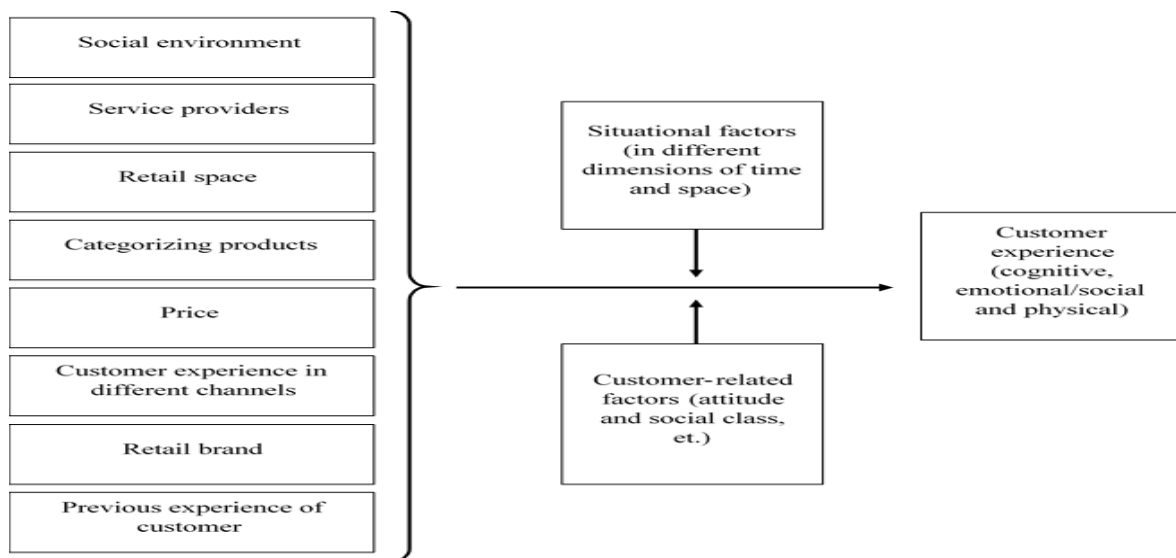 Social environment
Service providers
Retail space
Categorizing products
Price
Customer experience in
different channels
Retail brand
Previous experience of
customer
Situational factors
(in different
dimensions of time
and space)
Customer-related
factors (attitude
and social class,
et.)
Customer
experience
(cognitive,
emotional/social
and physical)